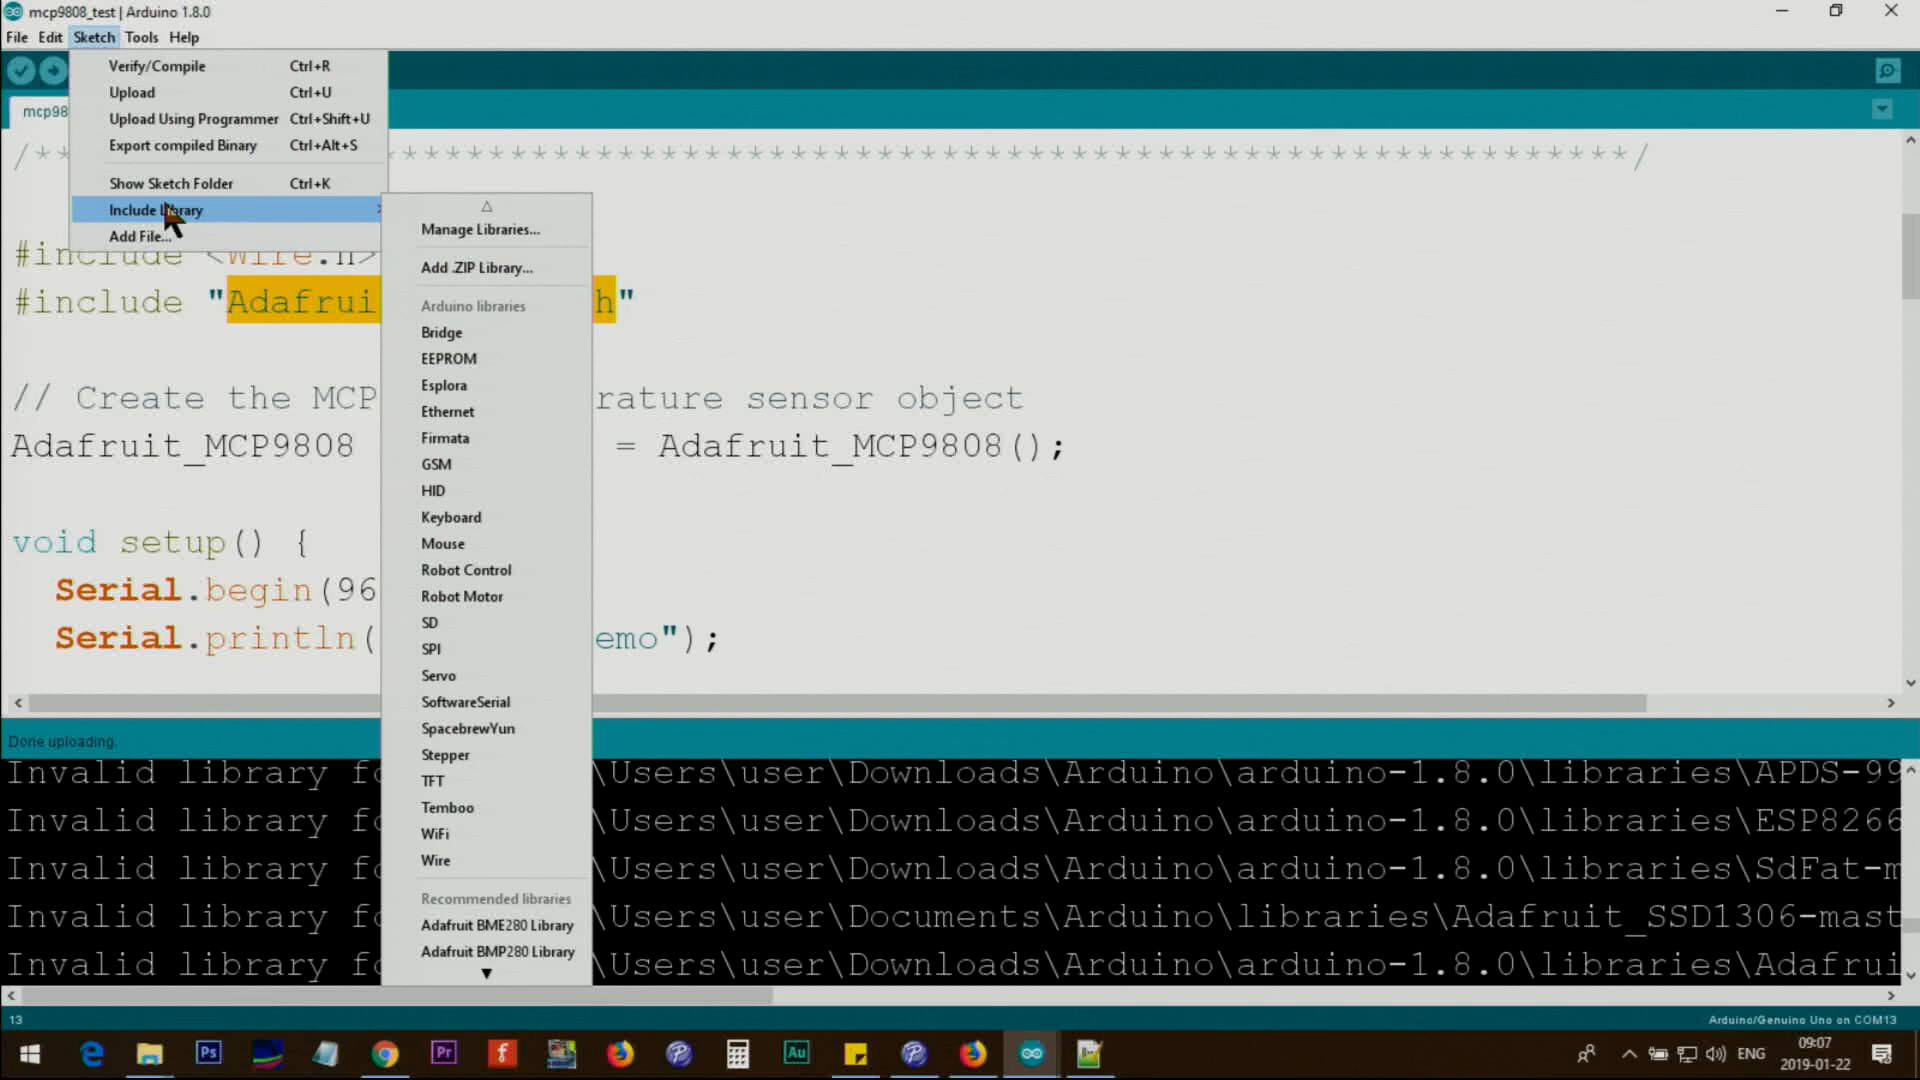 mcp9808_test | Arduino 1.8.0
File Edit Sketch Tools Help
Verify/Compile Ctrl+R
Upload Ctrl+U
Upload Using Programmer Ctrl+Shift+U
Export compiled Binary Ctrl+Alt+S
Show Sketch Folder Ctrl+K
Include Library
Add File...
mcp98
Manage Libraries...
Add .ZIP Library...
Arduino libraries
Bridge
EEPROM
Esplora
Ethernet
Firmata
GSM
HID
Keyboard
Mouse
Robot Control
Robot Motor
SD
SPI
Servo
SoftwareSerial
SpacebrewYun
Stepper
TFT
Temboo
WiFi
Wire
Recommended libraries
Adafruit BME280 Library
Adafruit BMP280 Library
/** *************************************************/
#include <Wire.h>
#include "Adafrui h"
// Create the MCP rature sensor object
Adafruit_MCP9808 = Adafruit_MCP9808();
void setup() {
Serial.begin(96
Serial.println( emo");
Done uploading.
Invalid library fo \Users\user\Downloads\Arduino\arduino-1.8.0\libraries\APDS-99
Invalid library fo \Users\user\Downloads\Arduino\arduino-1.8.0\libraries\ESP8266
Invalid library fo \Users\user\Downloads\Arduino\arduino-1.8.0\libraries\SdFat-m
Invalid library fo \Users\user\Documents\Arduino\libraries\Adafruit_SSD1306-mast
Invalid library fo \Users\user\Downloads\Arduino\arduino-1.8.0\libraries\Adafrui
13
Arduino/Genuino Uno on COM13
Ps
Pr
f
Au
ENG
09:07
2019-01-22